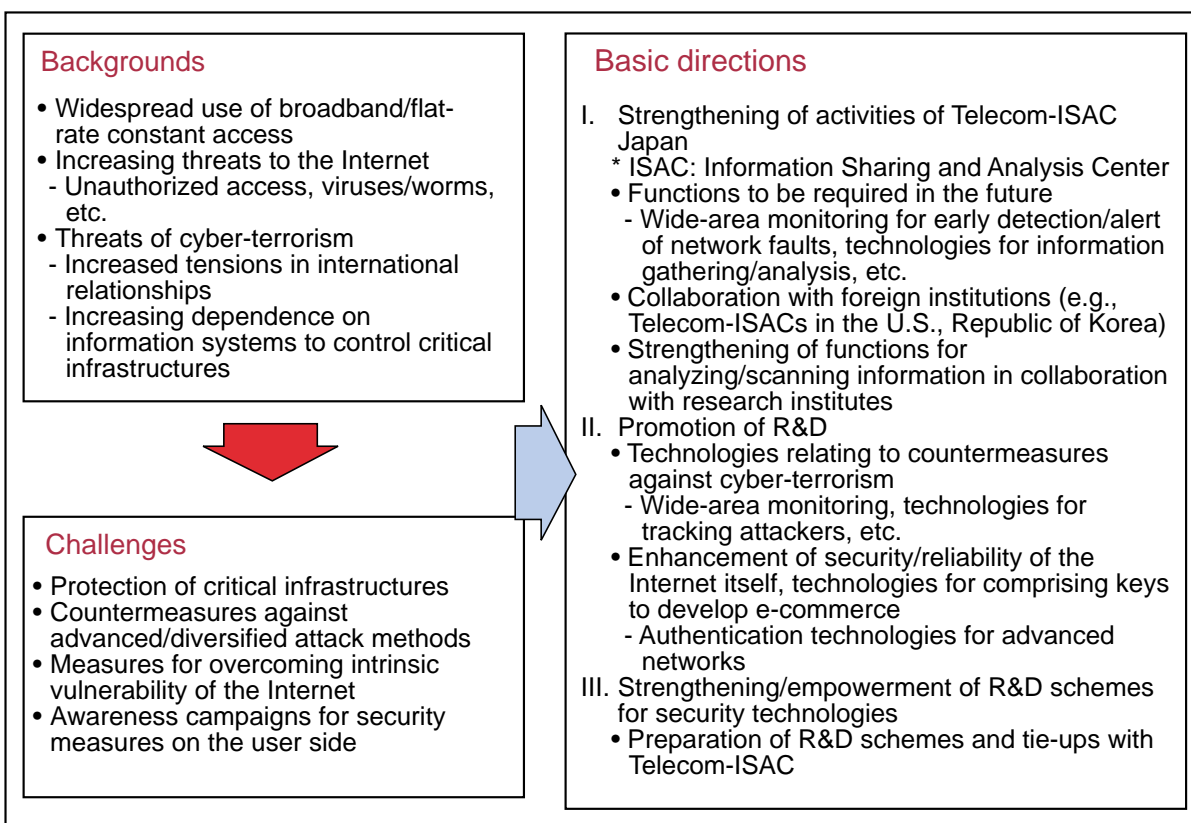 Backgrounds
• Widespread use of broadband/flat-
rate constant access
• Increasing threats to the Internet
- Unauthorized access, viruses/worms,
etc.
• Threats of cyber-terrorism
- Increased tensions in international
relationships
- Increasing dependence on
information systems to control critical
infrastructures
Challenges
• Protection of critical infrastructures
• Countermeasures against
advanced/diversified attack methods
• Measures for overcoming intrinsic
vulnerability of the Internet
• Awareness campaigns for security
measures on the user side
Basic directions
I. Strengthening of activities of Telecom-ISAC
Japan
* ISAC: Information Sharing and Analysis Center
• Functions to be required in the future
- Wide-area monitoring for early detection/alert
of network faults, technologies for information
gathering/analysis, etc.
• Collaboration with foreign institutions (e.g.,
Telecom-ISACs in the U.S., Republic of Korea)
• Strengthening of functions for
analyzing/scanning information in collaboration
with research institutes
II. Promotion of R&D
• Technologies relating to countermeasures
against cyber-terrorism
- Wide-area monitoring, technologies for
tracking attackers, etc.
• Enhancement of security/reliability of the
Internet itself, technologies for comprising keys
to develop e-commerce
- Authentication technologies for advanced
networks
III. Strengthening/empowerment of R&D schemes
for security technologies
• Preparation of R&D schemes and tie-ups with
Telecom-ISAC